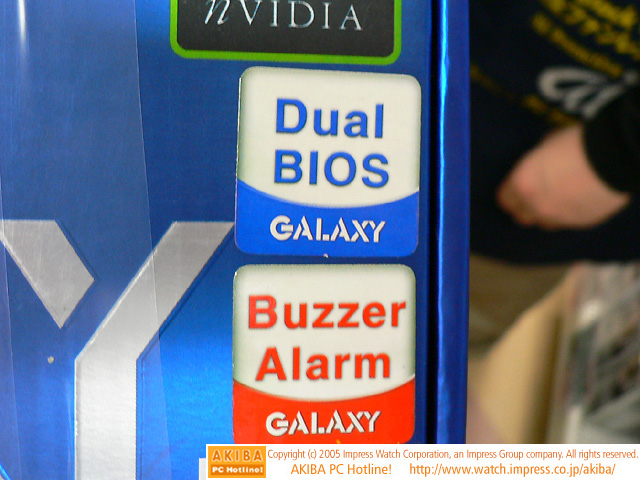 nVIDIA
Dual
BIOS
GALAXY
Buzzer
Alarm
GALAXY
Y
AKIBA
PC Hotline!
Copyright (c) 2005 Impress Watch Corporation, an Impress Group company. All rights reserved.
AKIBA PC Hotline! http://www.watch.impress.co.jp/akiba/